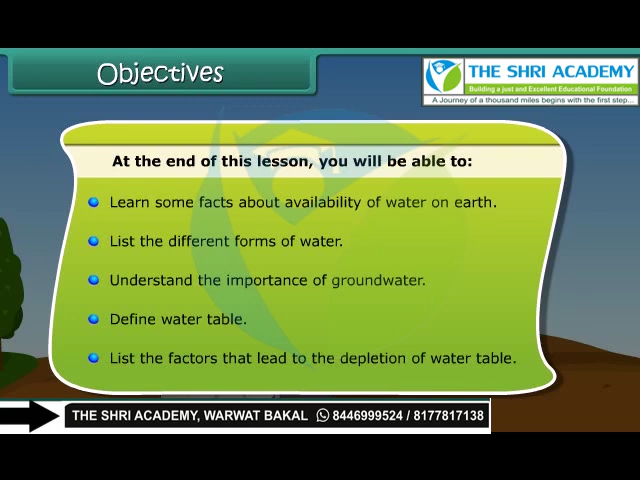 Objectives
THE SHRI ACADEMY
Building a just and Excellent Educational Foundation
A Journey of a thousand miles begins with the first step...
At the end of this lesson, you will be able to:
Learn some facts about availability of water on earth.
List the different forms of water.
Understand the importance of groundwater.
Define water table.
List the factors that lead to the depletion of water table.
THE SHRI ACADEMY, WARWAT BAKAL 8446999524 / 8177817138